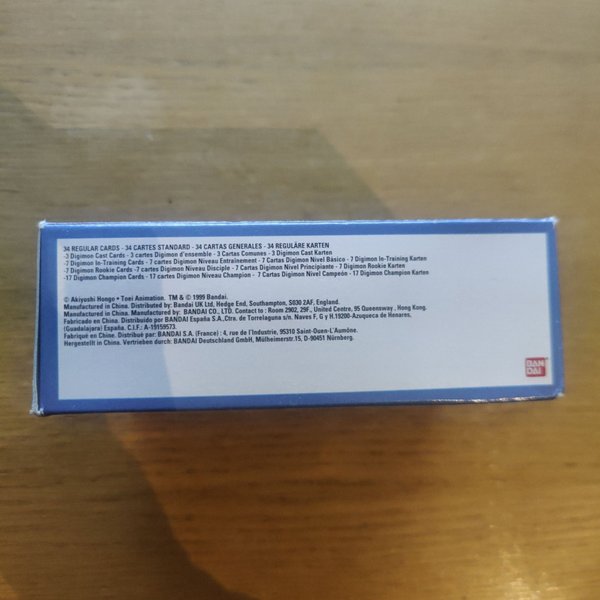 34 REGULAR CARDS - 34 CARTES STANDARD - 34 CARTAS GENERALES - 34 REGULÄRE KARTEN
-3 Digimon Cast Cards - 3 cartes Digimon d'ensemble - 3 Cartas Comunes - 3 Digimon Cast Karten
-7 Digimon In-Training Cards - 7 cartes Digimon Niveau Entraînement - 7 Cartas Digimon Nivel Basico - 7 Digimon In-Training Karten
-7 Digimon Rookie Cards -7 cartes Digimon Niveau Disciple - 7 Cartas Digimon Nivel Principiante - 7 Digimon Rookie Karten
-17 Digimon Champion Cards - 17 cartes Digimon Niveau Champion - 7 Cartas Digimon Nivel Campeón - 17 Digimon Champion Karten
© Akiyoshi Hongo • Toei Animation. TM & © 1999 Bandai.
Manufactured in China. Distributed by: Bandai UK Ltd, Hedge End, Southampton, SO30 2AF, England.
Manufactured in China. BANDAI CO., LTD. Contact to : Room 2902, 29F., United Centre, 95 Queensway , Hong Kong.
Fabricado en China. Distribuido por BANDAI España S.A.,Ctra. de Torrelaguna s/n. Naves F, G y H.19200-Azuqueca de Henares.
(Guadalajara) España. C.I.F.: A-19159573.
Fabriqué en Chine. Distribué par: BANDAI S.A. (France) : 4, rue de l'Industrie, 95310 Saint-Ouen-L'Aumône.
Hergestellt in China. Vertrieben durch: BANDAI Deutschland GmbH, Mülheimerstr.15, D-90451 Nürnberg.
BAN
DAI